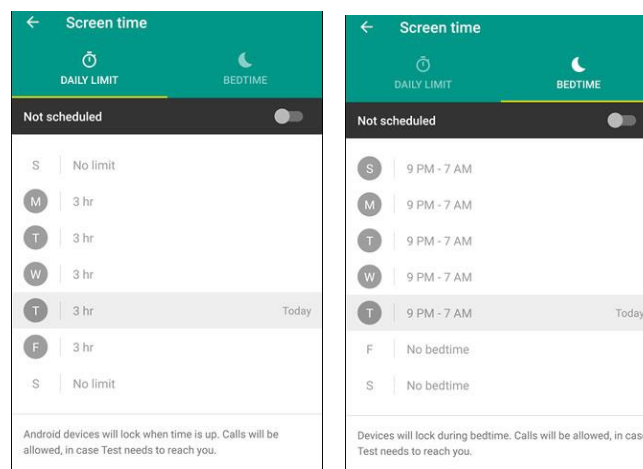 Screen time
DAILY LIMIT BEDTIME
Not scheduled
S No limit
M 3 hr
T 3 hr
W 3 hr
T 3 hr Today
F 3 hr
S No limit
Android devices will lock when time is up. Calls will be
allowed, in case Test needs to reach you.
Screen time
DAILY LIMIT BEDTIME
Not scheduled
S 9 PM - 7 AM
M 9 PM - 7 AM
T 9 PM - 7 AM
W 9 PM - 7 AM
T 9 PM - 7 AM Today
F No bedtime
S No bedtime
Devices will lock during bedtime. Calls will be allowed, in case
Test needs to reach you.